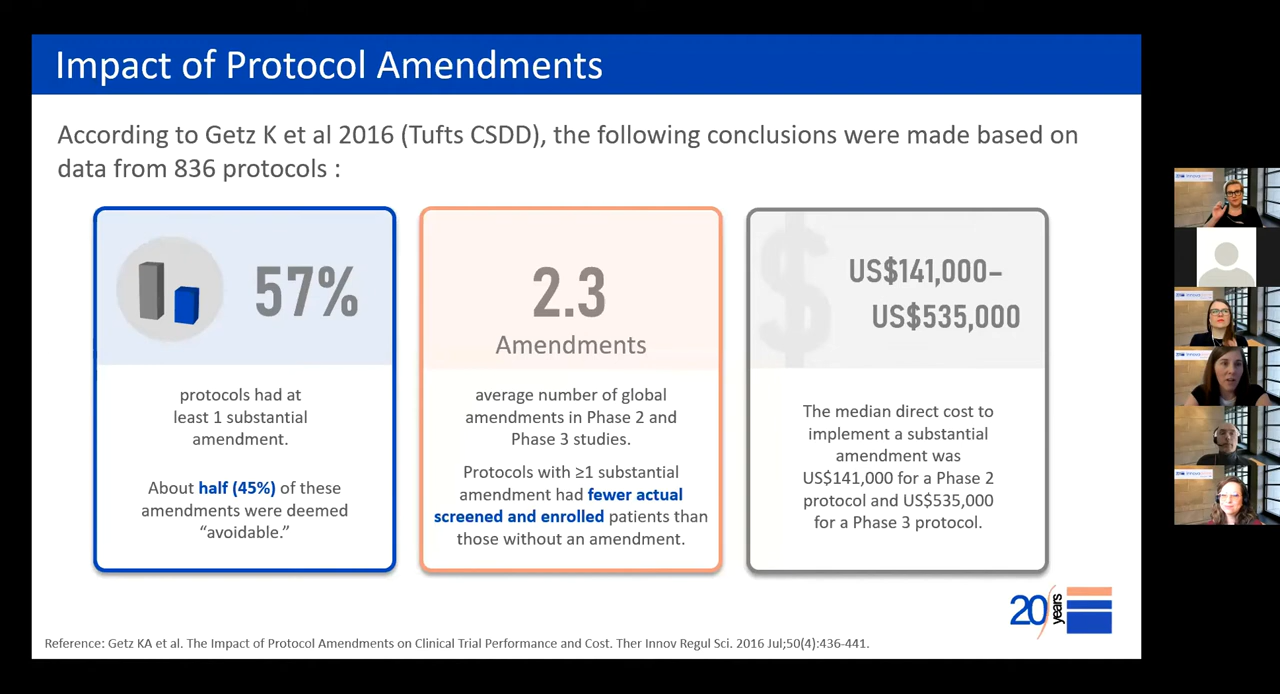 Impact of Protocol Amendments
According to Getz K et al 2016 (Tufts CSDD), the following conclusions were made based on
data from 836 protocols :
57%
protocols had at
least 1 substantial
amendment.
About half (45%) of these
amendments were deemed
“avoidable.”
2.3
Amendments
average number of global
amendments in Phase 2 and
Phase 3 studies.
Protocols with ≥1 substantial
amendment had fewer actual
screened and enrolled patients than
those without an amendment.
$
US$141,000–
US$535,000
The median direct cost to
implement a substantial
amendment was
US$141,000 for a Phase 2
protocol and US$535,000
for a Phase 3 protocol.
20 years
Reference: Getz KA et al. The Impact of Protocol Amendments on Clinical Trial Performance and Cost. Ther Innov Regul Sci. 2016 Jul;50(4):436-441.